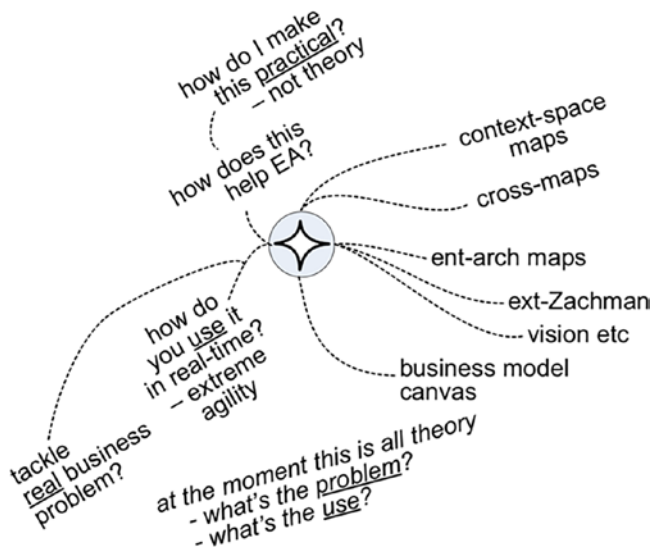 how do I make
this practical?
– not theory
how does this
help EA?
context-space
maps
cross-maps
ent-arch maps
ext-Zachman
vision etc
business model
canvas
how do
you use it
in real-time?
– extreme
agility
tackle
real business
problem?
at the moment this is all theory
- what's the problem?
- what's the use?